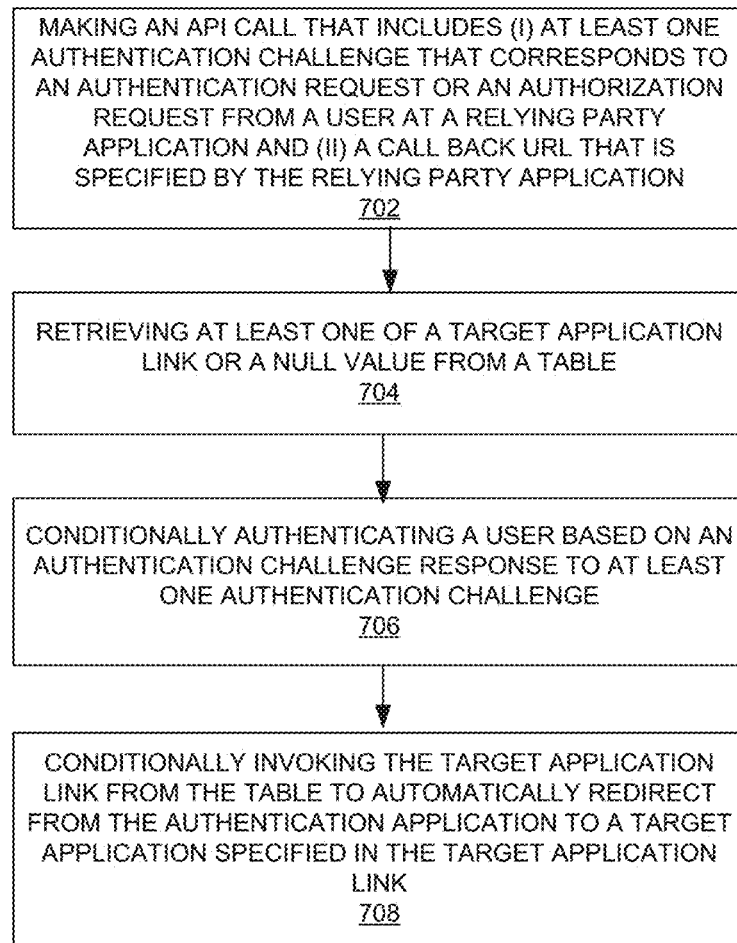 MAKING AN API CALL THAT INCLUDES (I) AT LEAST ONE
AUTHENTICATION CHALLENGE THAT CORRESPONDS TO
AN AUTHENTICATION REQUEST OR AN AUTHORIZATION
REQUEST FROM A USER AT A RELYING PARTY
APPLICATION AND (II) A CALL BACK URL THAT IS
SPECIFIED BY THE RELYING PARTY APPLICATION
702
RETRIEVING AT LEAST ONE OF A TARGET APPLICATION
LINK OR A NULL VALUE FROM A TABLE
704
CONDITIONALLY AUTHENTICATING A USER BASED ON AN
AUTHENTICATION CHALLENGE RESPONSE TO AT LEAST
ONE AUTHENTICATION CHALLENGE
706
CONDITIONALLY INVOKING THE TARGET APPLICATION
LINK FROM THE TABLE TO AUTOMATICALLY REDIRECT
FROM THE AUTHENTICATION APPLICATION TO A TARGET
APPLICATION SPECIFIED IN THE TARGET APPLICATION
LINK
708